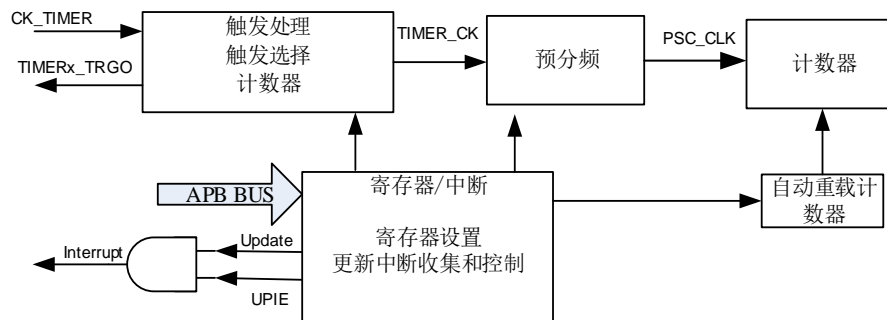 CK_TIMER
TIMERx_TRGO
触发处理
触发选择
计数器
TIMER_CK
预分频
PSC_CLK
计数器
APB BUS
寄存器/中断
寄存器设置
更新中断收集和控制
自动重载计
数器
Interrupt
Update
UPIE